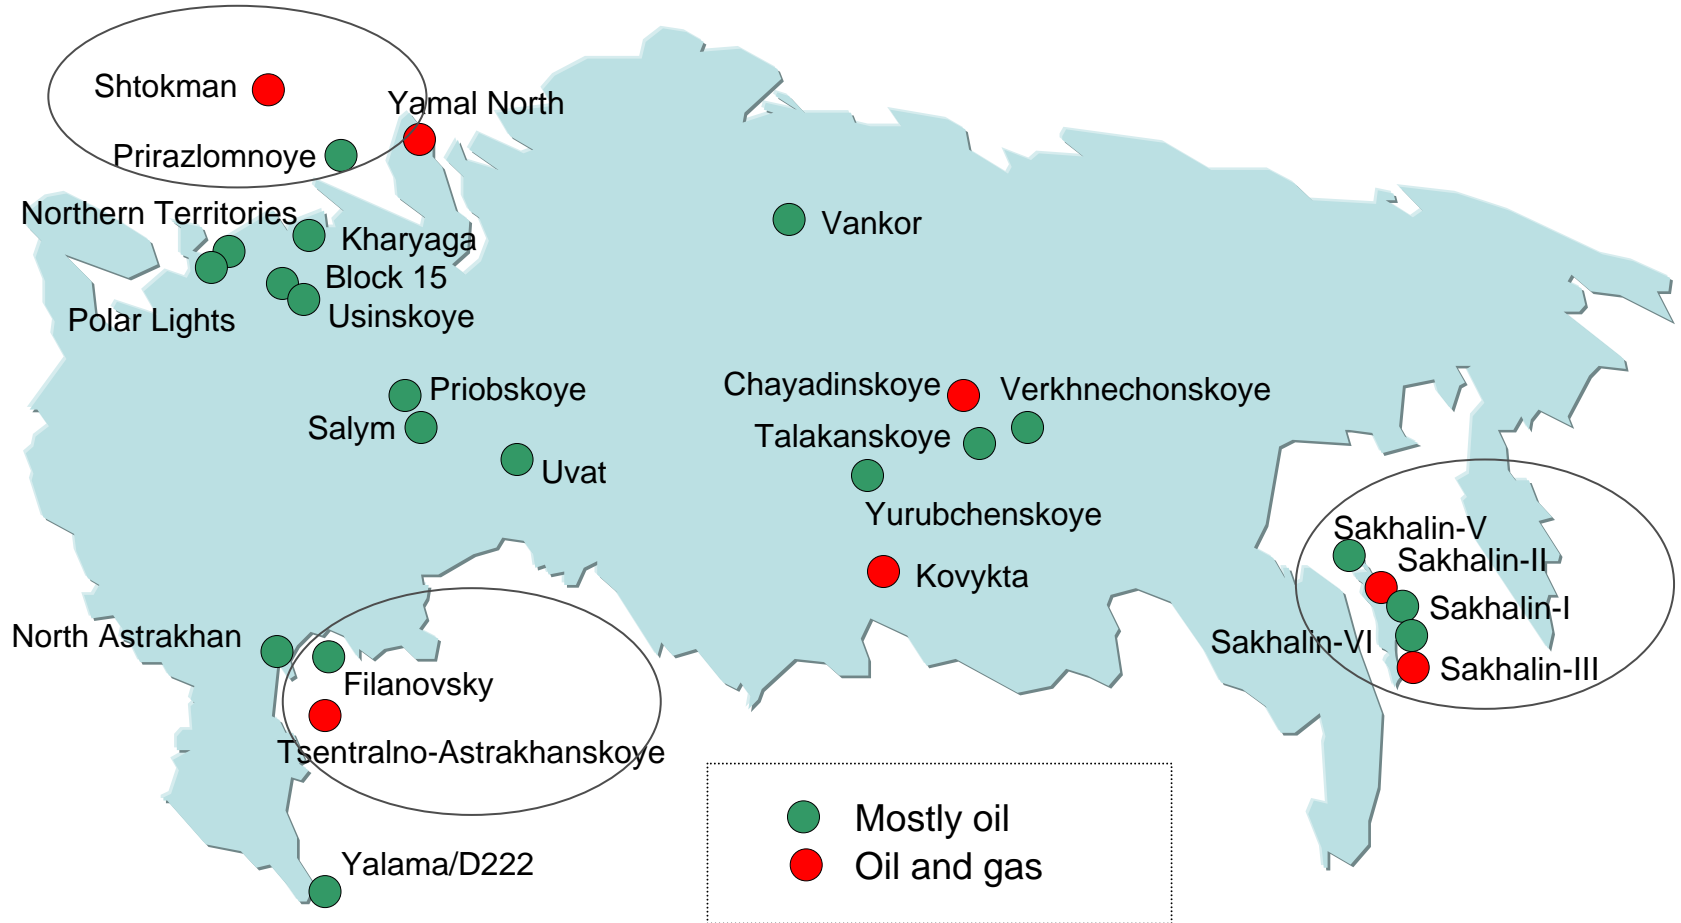 Shtokman
Yamal North
Prirazlomnoye
Northern Territories
Kharyaga
Vankor
Block 15
Polar Lights
Usinskoye
Priobskoye
Chayadinskoye
Verkhnechonskoye
Salym
Talakanskoye
Uvat
Yurubchenskoye
Sakhalin-V
Sakhalin-II
Kovykta
Sakhalin-I
North Astrakhan
Sakhalin-VI
Filanovsky
Sakhalin-III
Tsentralno-Astrakhanskoye
Mostly oil
Oil and gas
Yalama/D222